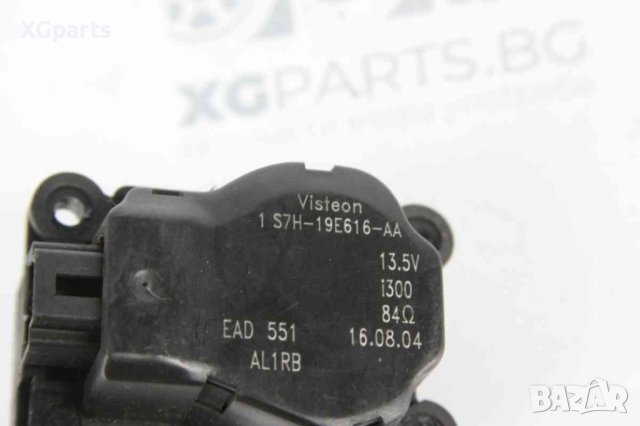 XGparts
XGPARTS.BG
Visteon
1 S7H-19E616-AA
13.5V
i300
84Ω
EAD 551
16.08.04
AL1RB
BAZAR